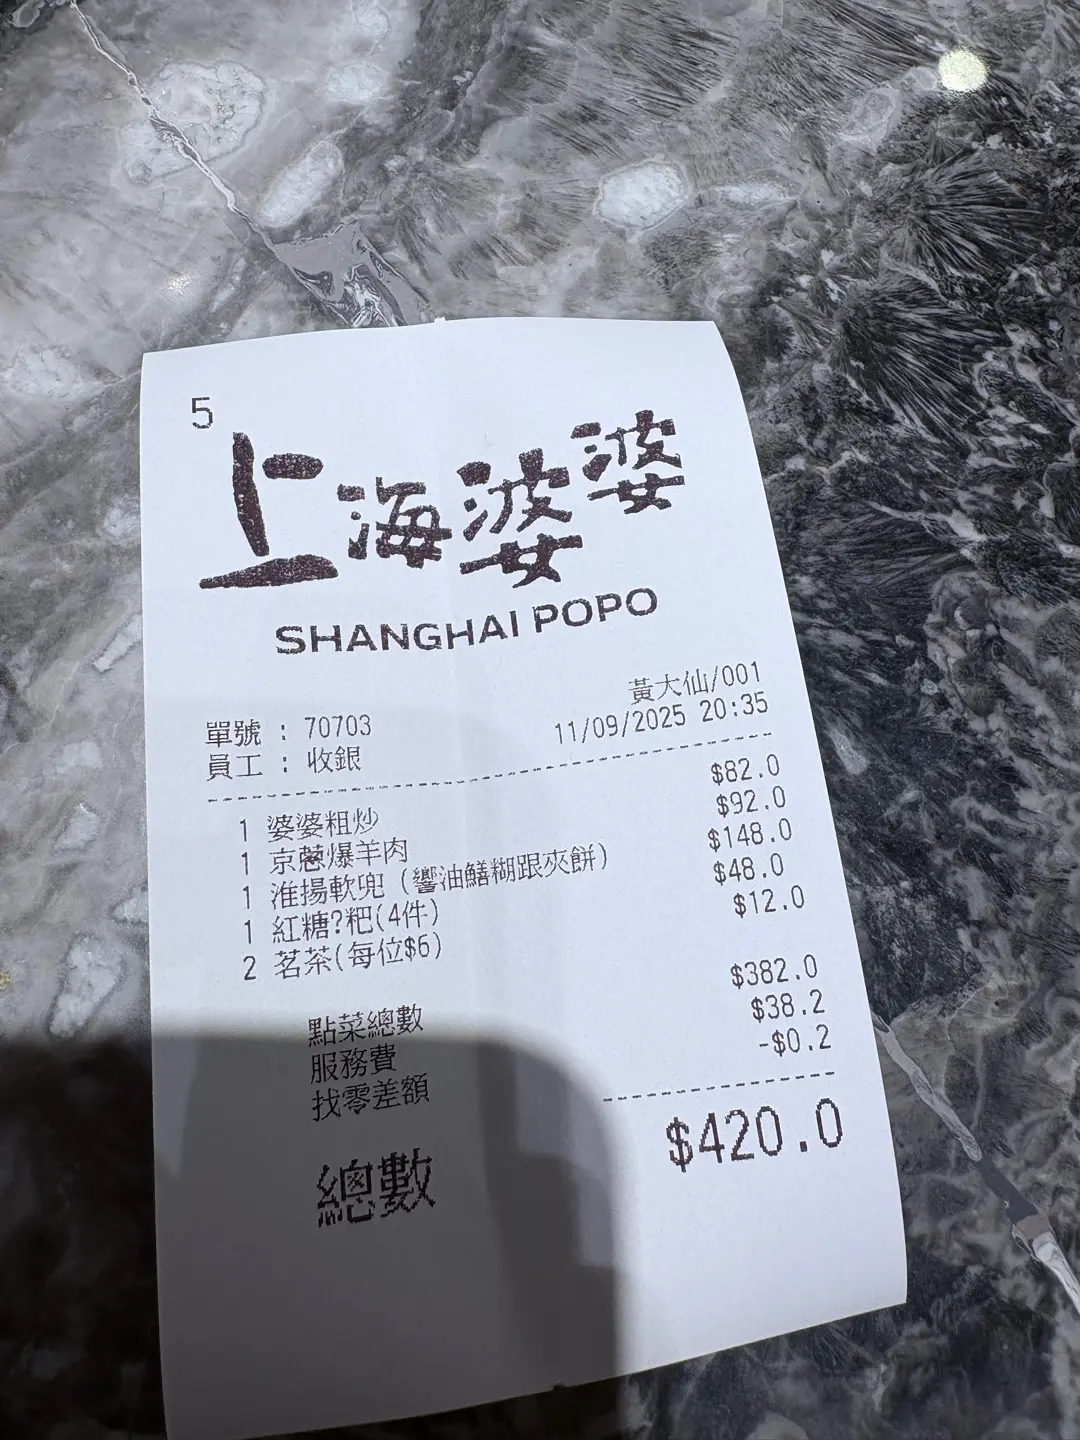 5
上海婆婆
SHANGHAI POPO
黃大仙/001
單號 : 70703 11/09/2025 20:35
員工 : 收銀
1 婆婆粗炒 $82.0
1 京蔥爆羊肉 $92.0
1 淮揚軟兜 (響油鱔糊跟夾餅) $148.0
1 紅糖?粑(4件) $48.0
2 茗茶(每位$6) $12.0
點菜總數 $382.0
服務費 $38.2
找零差額 -$0.2
總數 $420.0